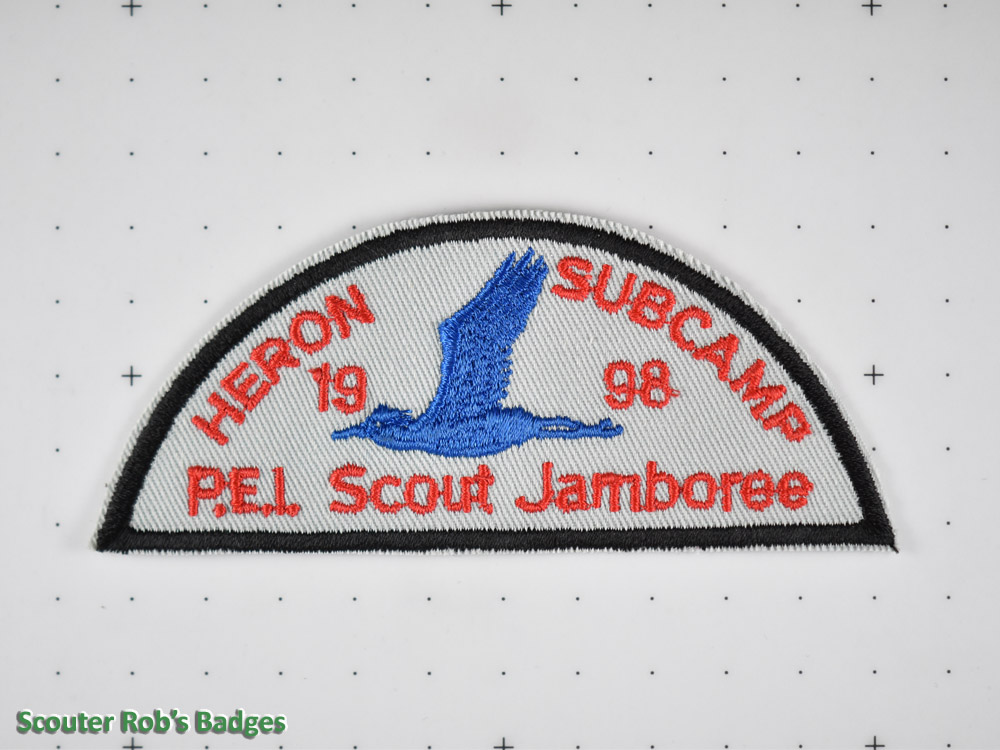 HERON SUBCAMP
19 98
P.E.I. Scout Jamboree
Scouter Rob's Badges